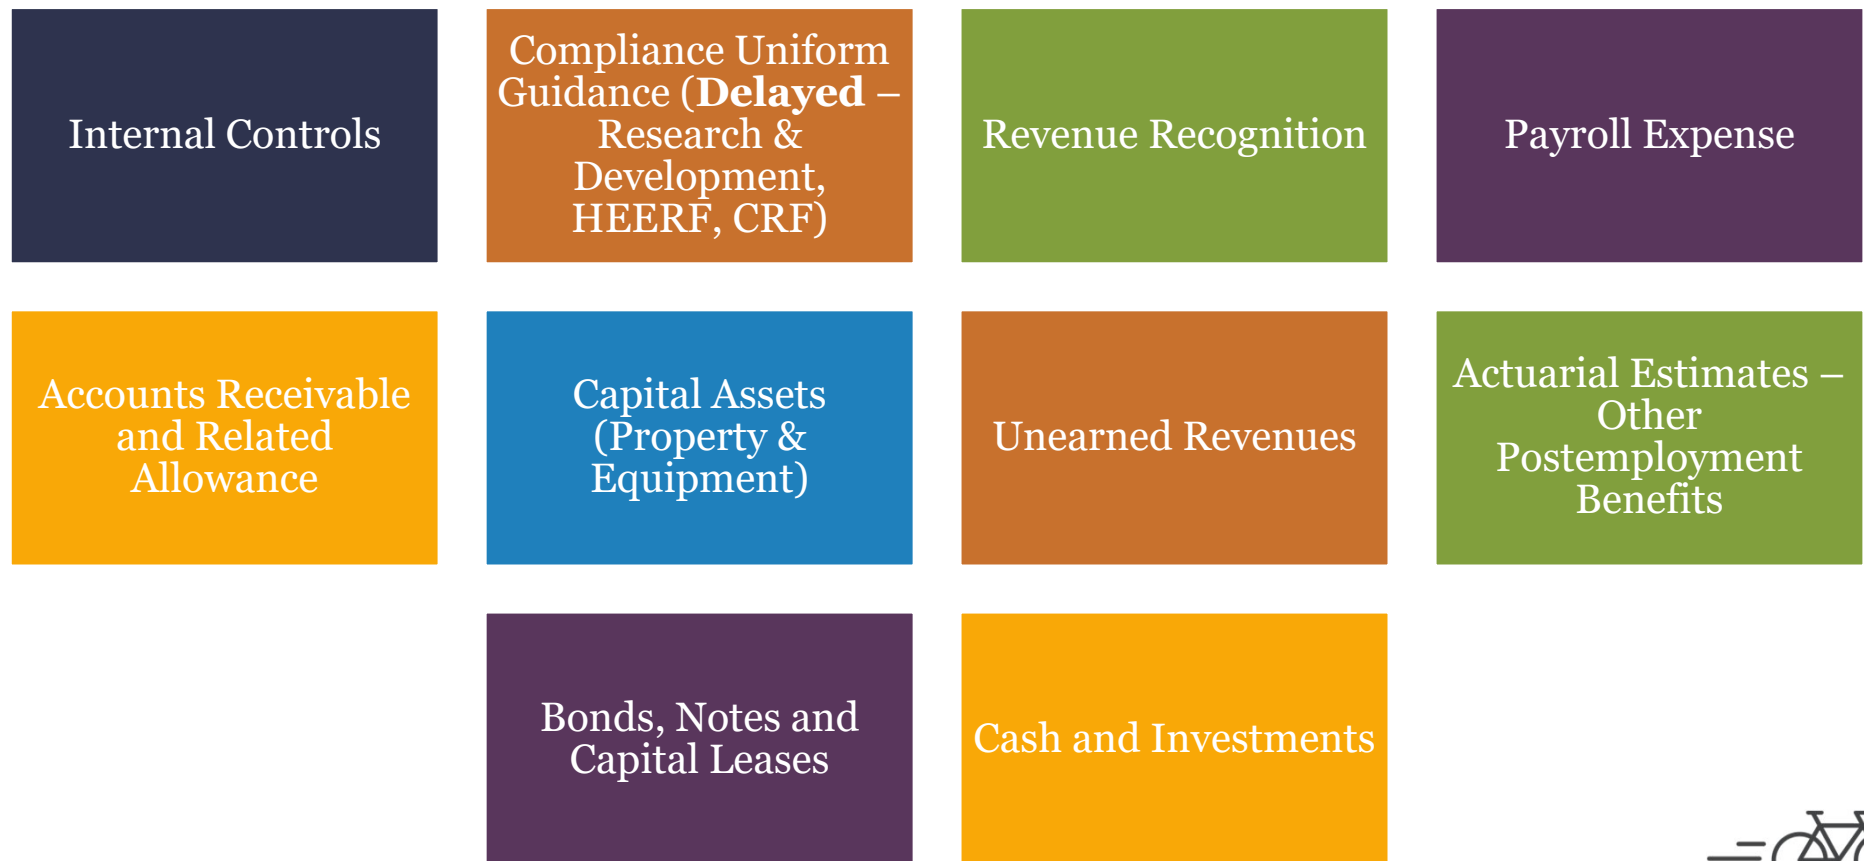 Internal Controls
Compliance Uniform
Guidance (Delayed –
Research &
Development,
HEERF, CRF)
Revenue Recognition
Payroll Expense
Accounts Receivable
and Related
Allowance
Capital Assets
(Property &
Equipment)
Unearned Revenues
Actuarial Estimates –
Other
Postemployment
Benefits
Bonds, Notes and
Capital Leases
Cash and Investments